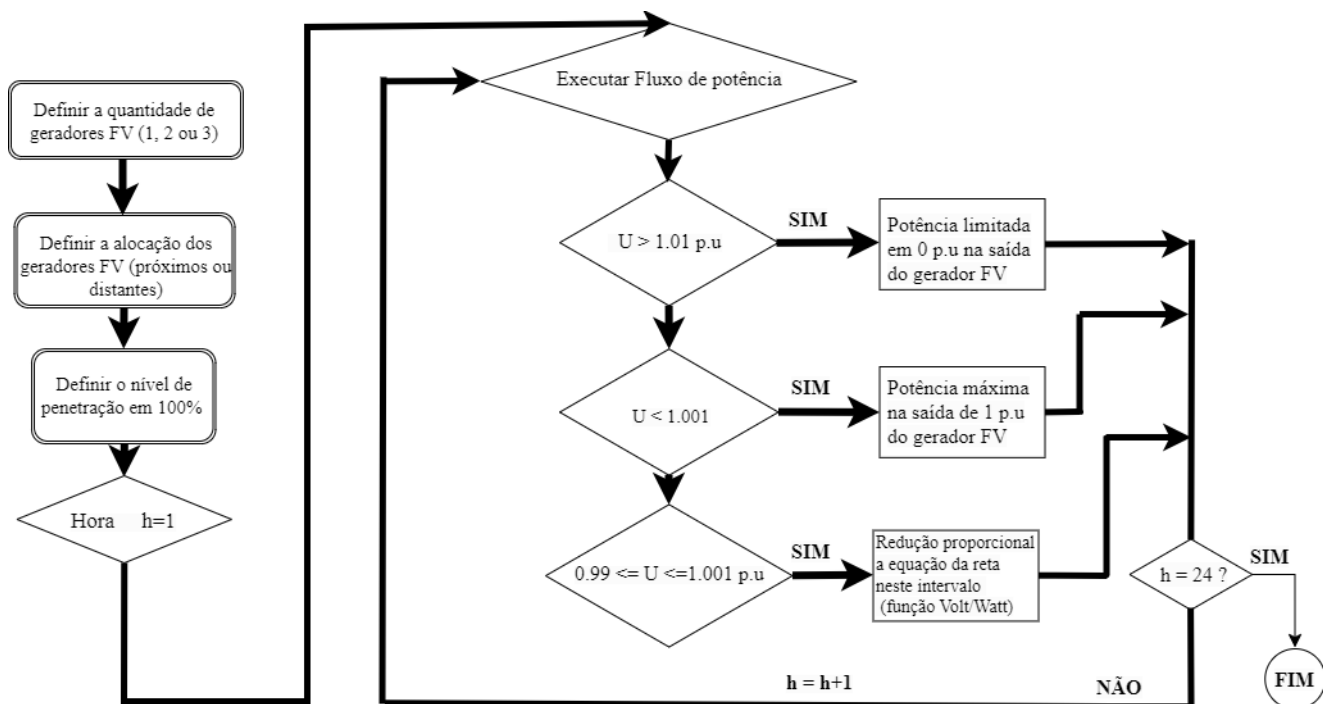 Definir a quantidade de
geradores FV (1, 2 ou 3)
Definir a alocação dos
geradores FV (próximos ou
distantes)
Definir o nível de
penetração em 100%
Hora h=1
Executar Fluxo de potência
U > 1.01 p.u
SIM
Potência limitada
em 0 p.u na saída
do gerador FV
U < 1.001
SIM
Potência máxima
na saída de 1 p.u
do gerador FV
0.99 <= U <=1.001 p.u
SIM
Redução proporcional
a equação da reta
neste intervalo
(função Volt/Watt)
h = 24 ?
SIM
FIM
NÃO
h = h+1